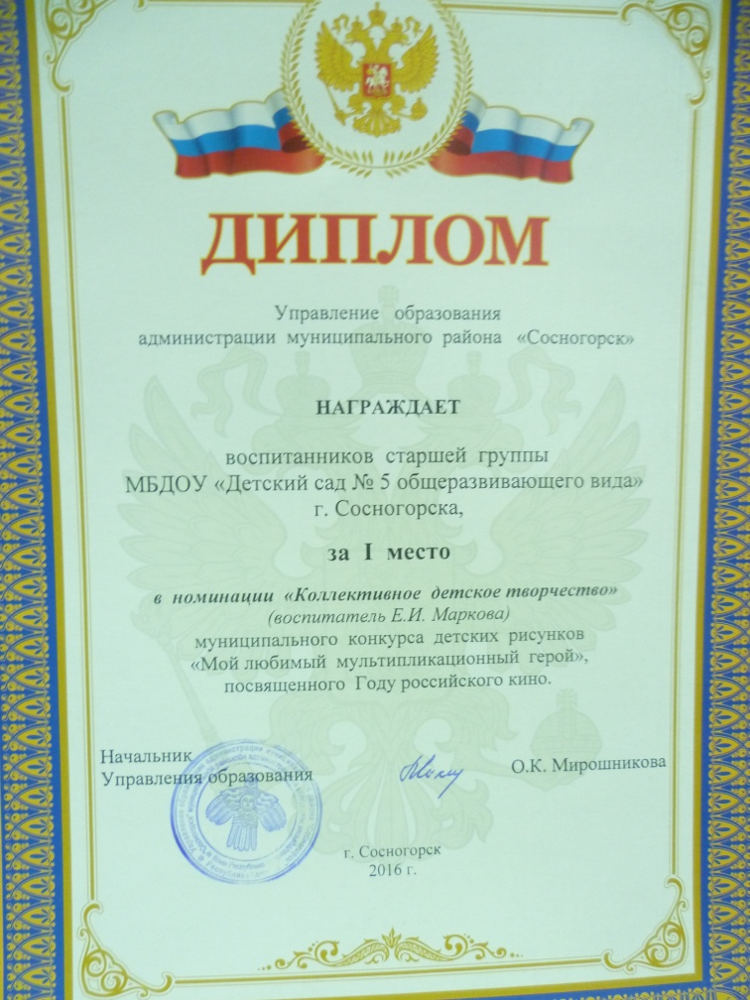 ДИПЛОМ
Управление образования
администрации муниципального района «Сосногорск»
НАГРАЖДАЕТ
воспитанников старшей группы
МБДОУ «Детский сад № 5 общеразвивающего вида»
г. Сосногорска,
за I место
в номинации «Коллективное детское творчество»
(воспитатель Е.И. Маркова)
муниципального конкурса детских рисунков
«Мой любимый мультипликационный герой»,
посвященного Году российского кино.
Начальник
Управления образования
О.К. Мирошникова
г. Сосногорск
2016 г.